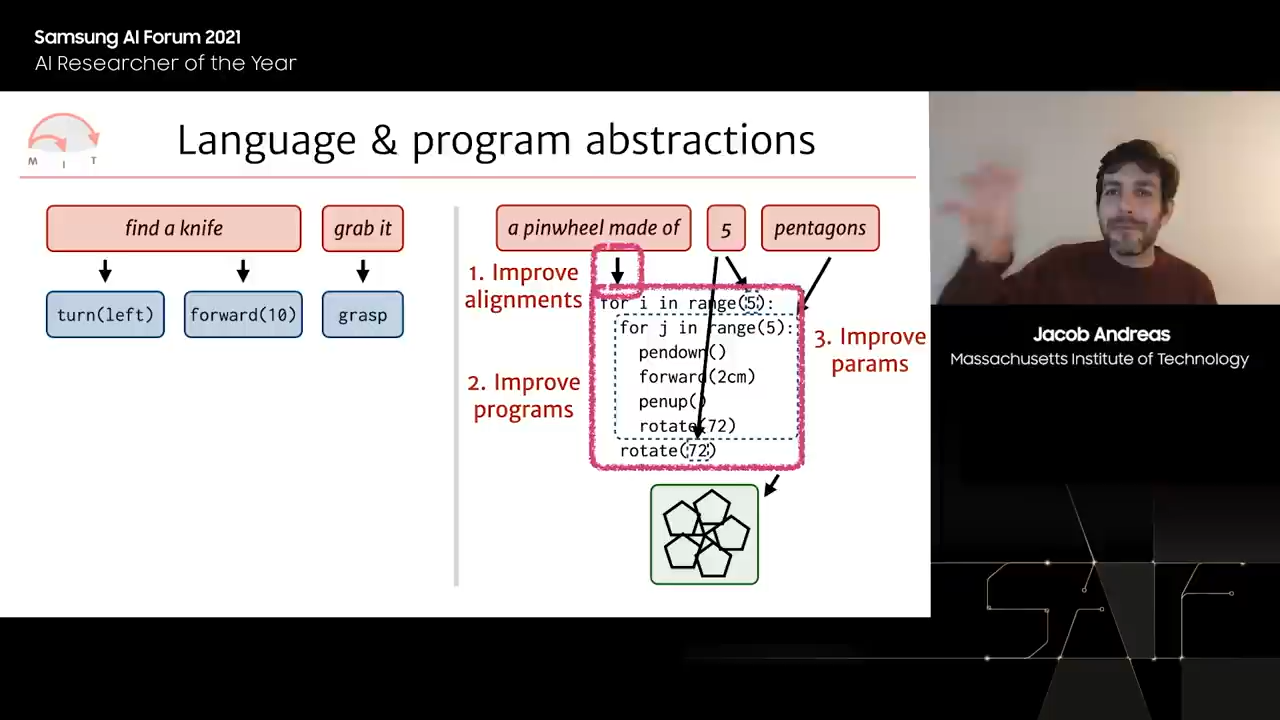 Samsung AI Forum 2021
AI Researcher of the Year
M I T
Language & program abstractions
find a knife
grab it
turn(left)
forward(10)
grasp
a pinwheel made of
5
pentagons
1. Improve
alignments
2. Improve
programs
3. Improve
params
for i in range(5):
for j in range(5):
pendown()
forward(2cm)
penup()
rotate(72)
rotate(72)
Jacob Andreas
Massachusetts Institute of Technology
SAIF